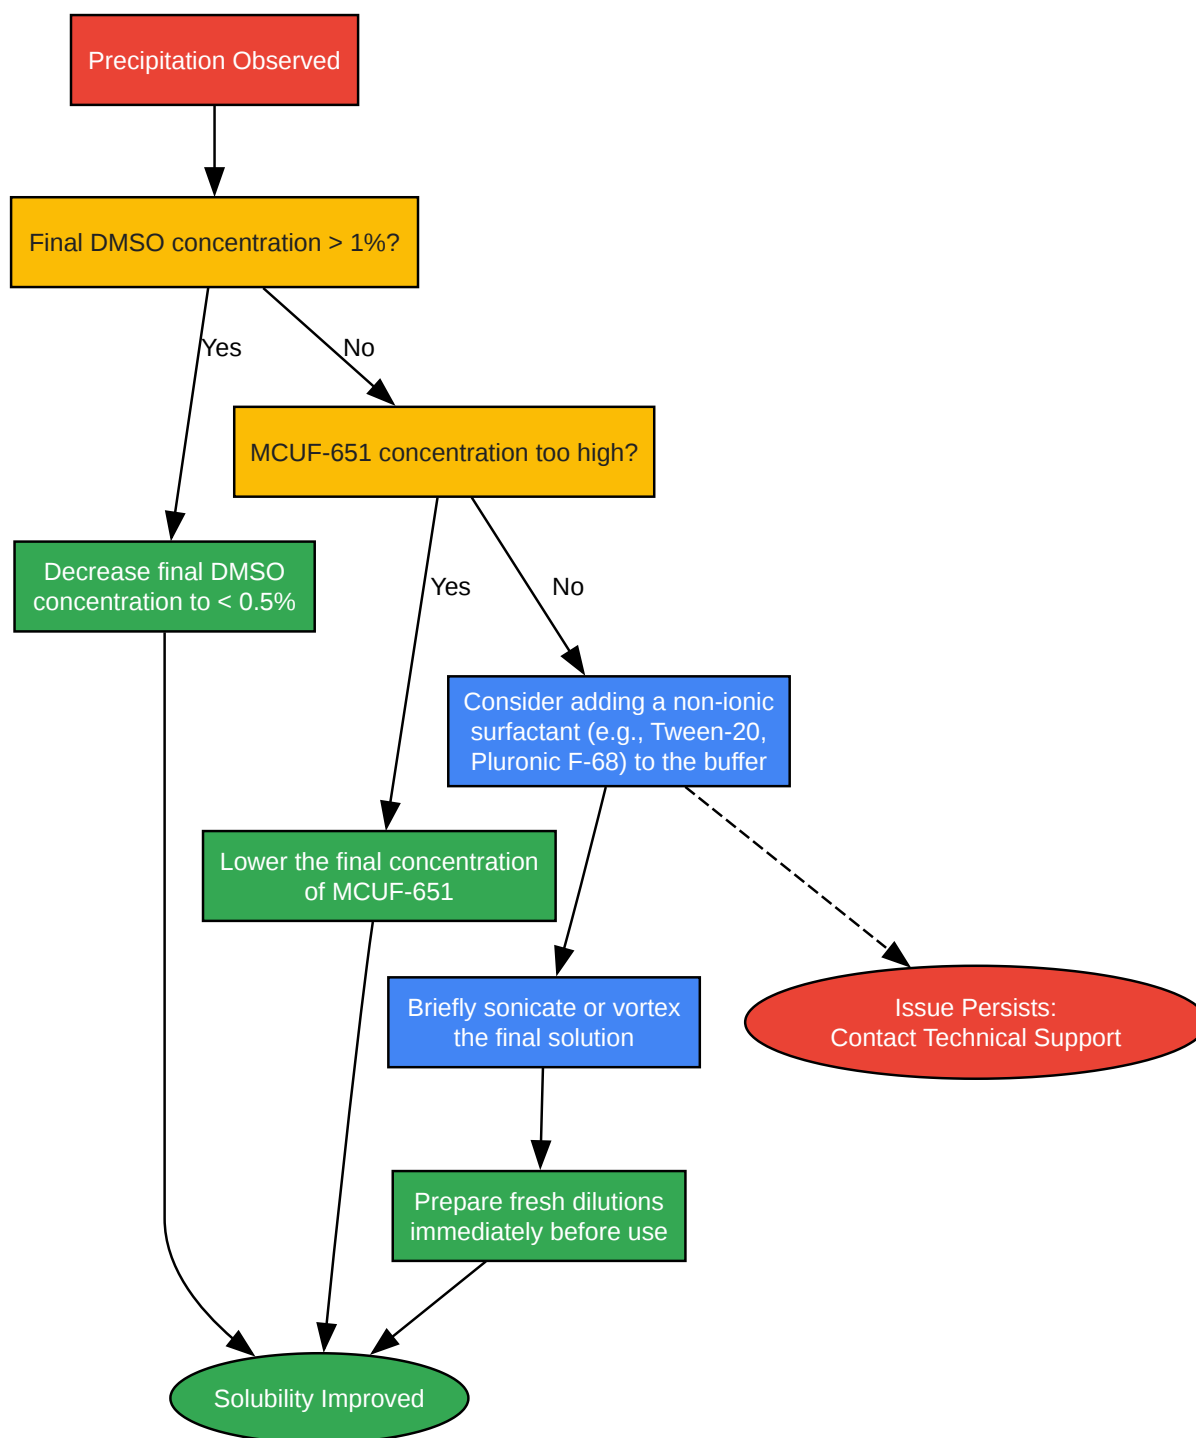 Precipitation Observed
Final DMSO concentration > 1%?
Yes
No
MCUF-651 concentration too high?
Decrease final DMSO
concentration to < 0.5%
Yes
No
Consider adding a non-ionic
surfactant (e.g., Tween-20,
Pluronic F-68) to the buffer
Lower the final concentration
of MCUF-651
Briefly sonicate or vortex
the final solution
Issue Persists:
Contact Technical Support
Prepare fresh dilutions
immediately before use
Solubility Improved